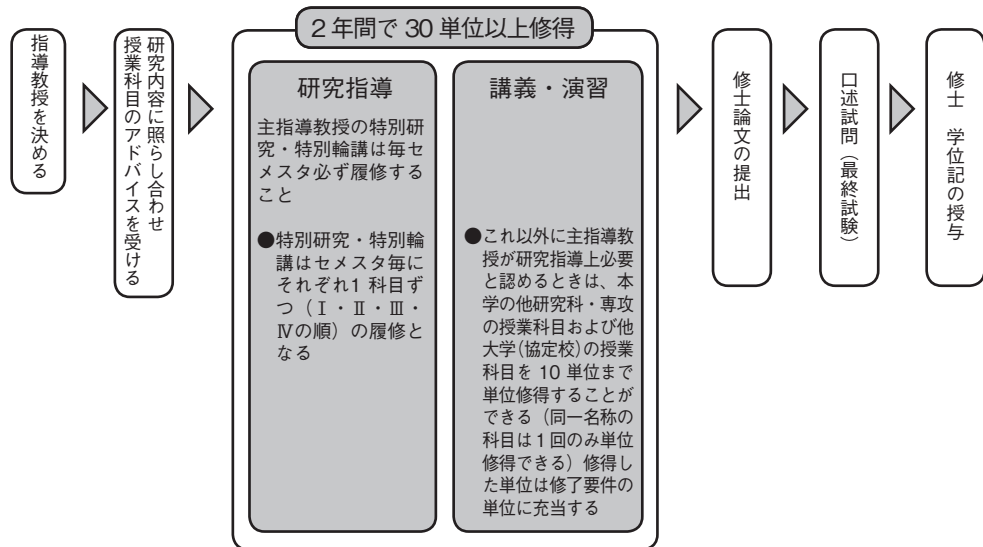 指導教授を決める
研究内容に照らし合わせ
授業科目のアドバイスを受ける
2年間で 30 単位以上修得
研究指導
主指導教授の特別研
究・特別輪講は毎セ
メスタ必ず履修する
こと
●特別研究・特別輪
講はセメスタ毎に
それぞれ1 科目ず
つ（Ⅰ・Ⅱ・Ⅲ・
Ⅳの順）の履修と
なる
講義・演習
●これ以外に主指導教
授が研究指導上必要
と認めるときは、本
学の他研究科・専攻
の授業科目および他
大学(協定校)の授業
科目を 10 単位まで
単位修得することが
できる（同一名称の
科目は1回のみ単位
修得できる）修得し
た単位は修了要件の
単位に充当する
修士論文の提出
口述試問（最終試験）
修士　学位記の授与